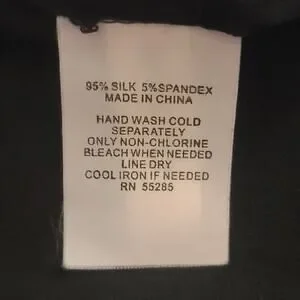 95% SILK 5%SPANDEX
MADE IN CHINA
HAND WASH COLD
SEPARATELY
ONLY NON-CHLORINE
BLEACH WHEN NEEDED
LINE DRY
COOL IRON IF NEEDED
RN 55285